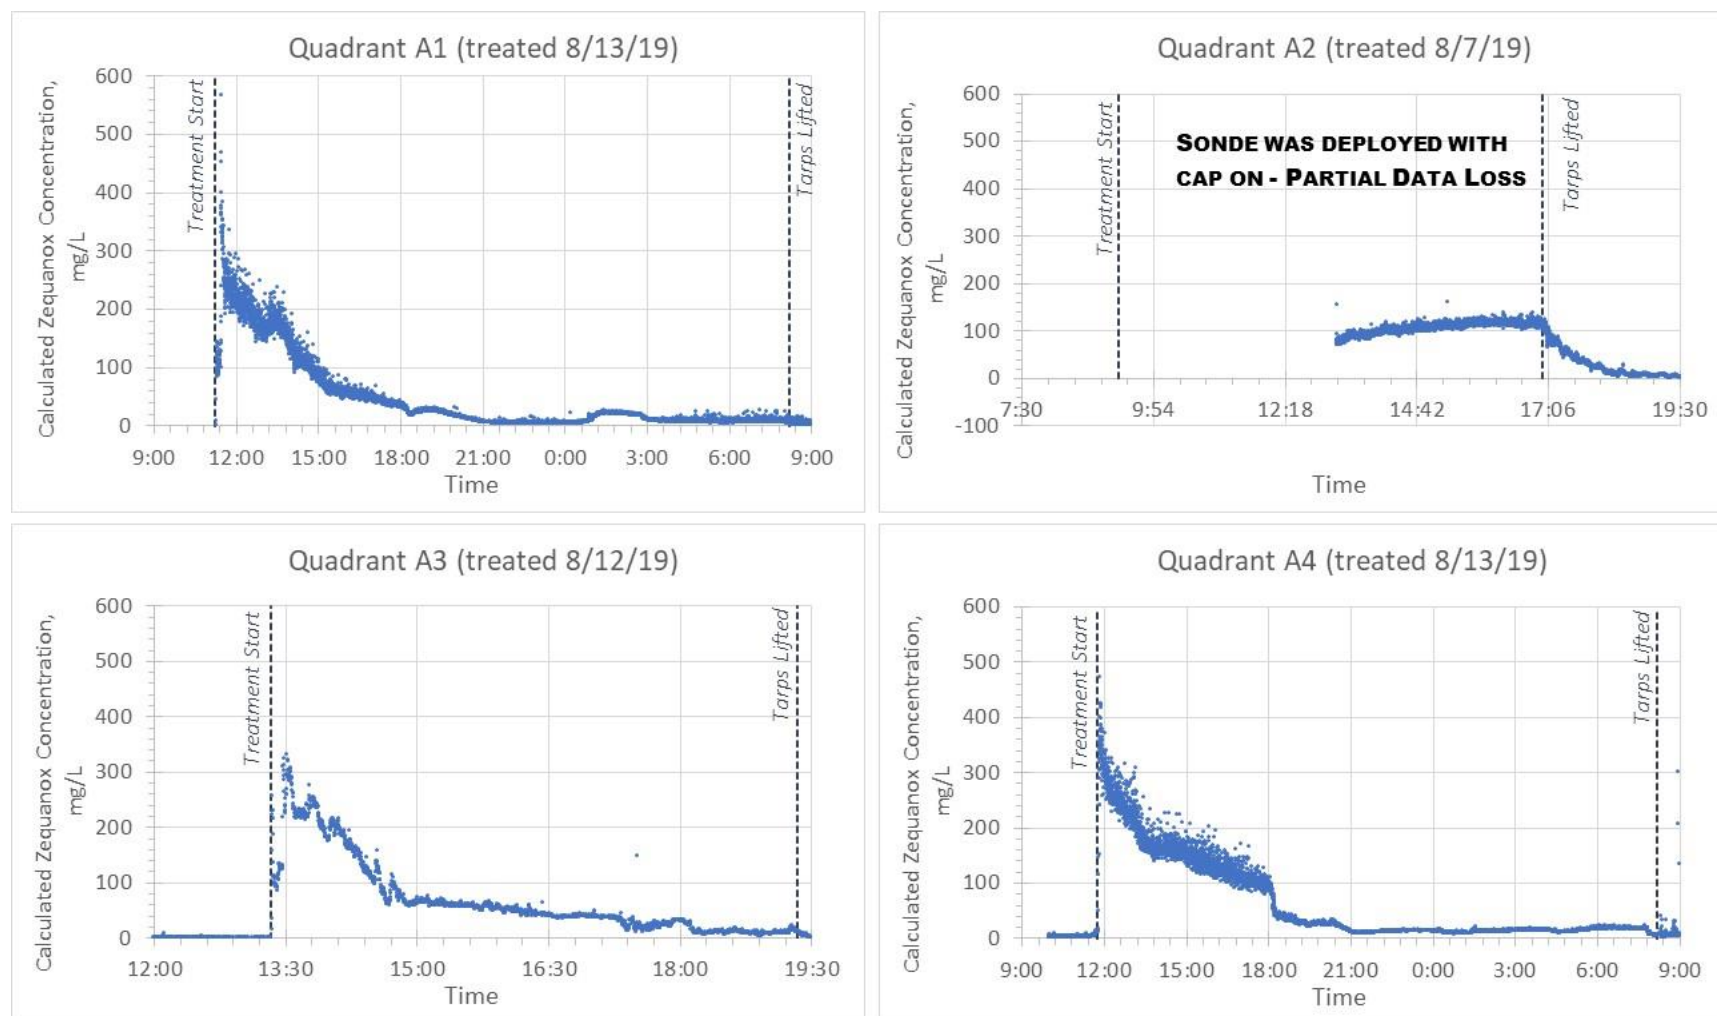 Quadrant A1 (treated 8/13/19)
Calculated Zequanox Concentration,
mg/L
600
500
400
300
200
100
0
Treatment Start
Tarps Lifted
9:00 12:00 15:00 18:00 21:00 0:00 3:00 6:00 9:00
Time
Quadrant A2 (treated 8/7/19)
Calculated Zequanox Concentration,
mg/L
600
500
400
300
200
100
0
-100
Treatment Start
SONDE WAS DEPLOYED WITH
CAP ON - PARTIAL DATA LOSS
Tarps Lifted
7:30 9:54 12:18 14:42 17:06 19:30
Time
Quadrant A3 (treated 8/12/19)
Calculated Zequanox Concentration,
mg/L
600
500
400
300
200
100
0
Treatment Start
Tarps Lifted
12:00 13:30 15:00 16:30 18:00 19:30
Time
Quadrant A4 (treated 8/13/19)
Calculated Zequanox Concentration,
mg/L
600
500
400
300
200
100
0
Treatment Start
Tarps Lifted
9:00 12:00 15:00 18:00 21:00 0:00 3:00 6:00 9:00
Time